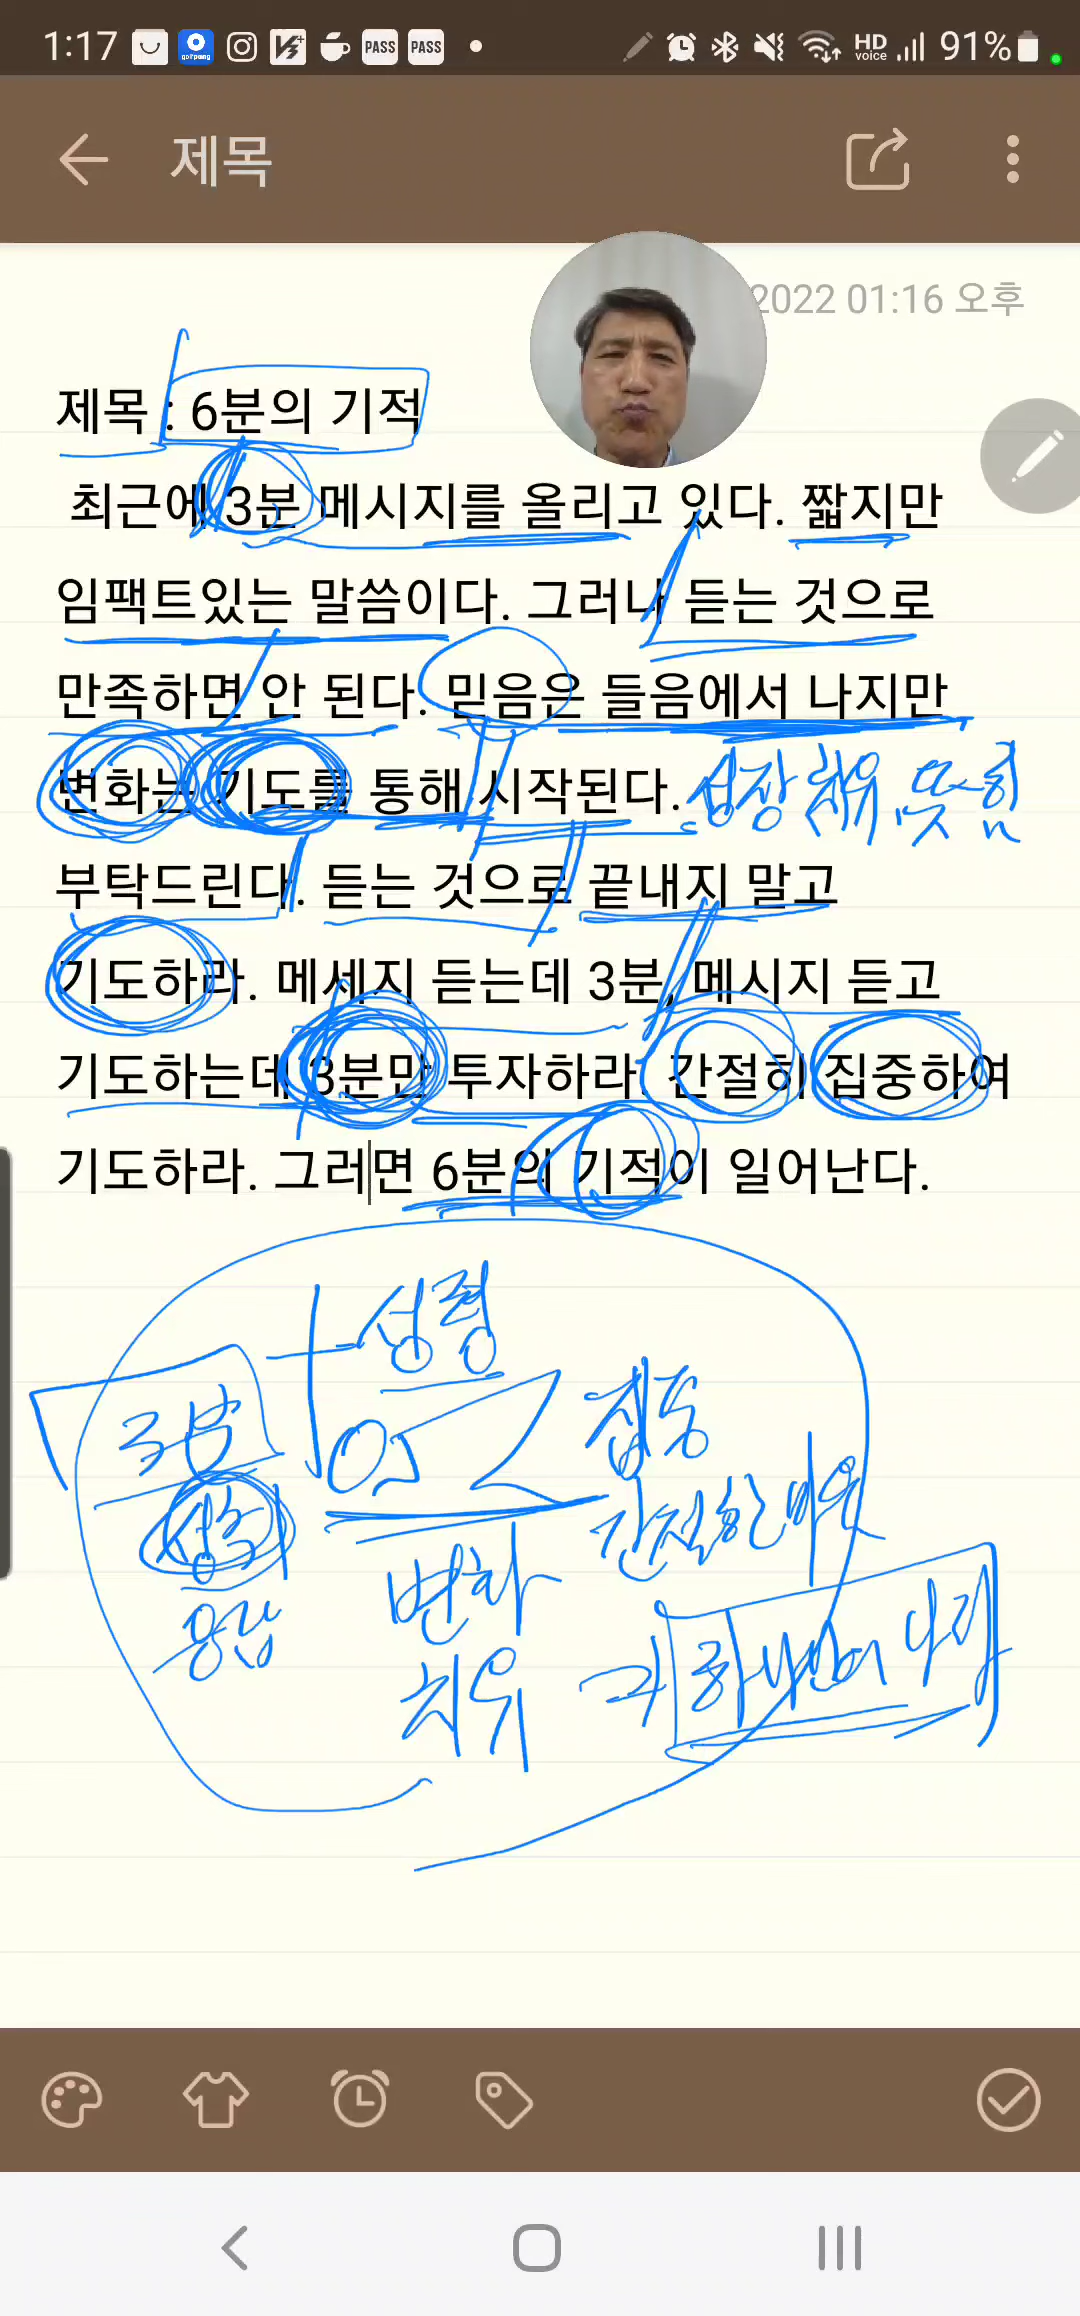 1:17 PASS PASS HD voice 91%
제목
2022 01:16 오후
제목 : 6분의 기적
최근에 3분 메시지를 올리고 있다. 짧지만
임팩트있는 말씀이다. 그러나 듣는 것으로
만족하면 안 된다. 믿음은 들음에서 나지만
변화는 기도를 통해 시작된다. 성장 치유
부탁드린다. 듣는 것으로 끝내지 말고
기도하라. 메세지 듣는데 3분, 메시지 듣고
기도하는데 3분만 투자하라. 간절히 집중하여
기도하라. 그러면 6분의 기적이 일어난다.
성령
3분
집중
간절한 마음
변화
응답
치유